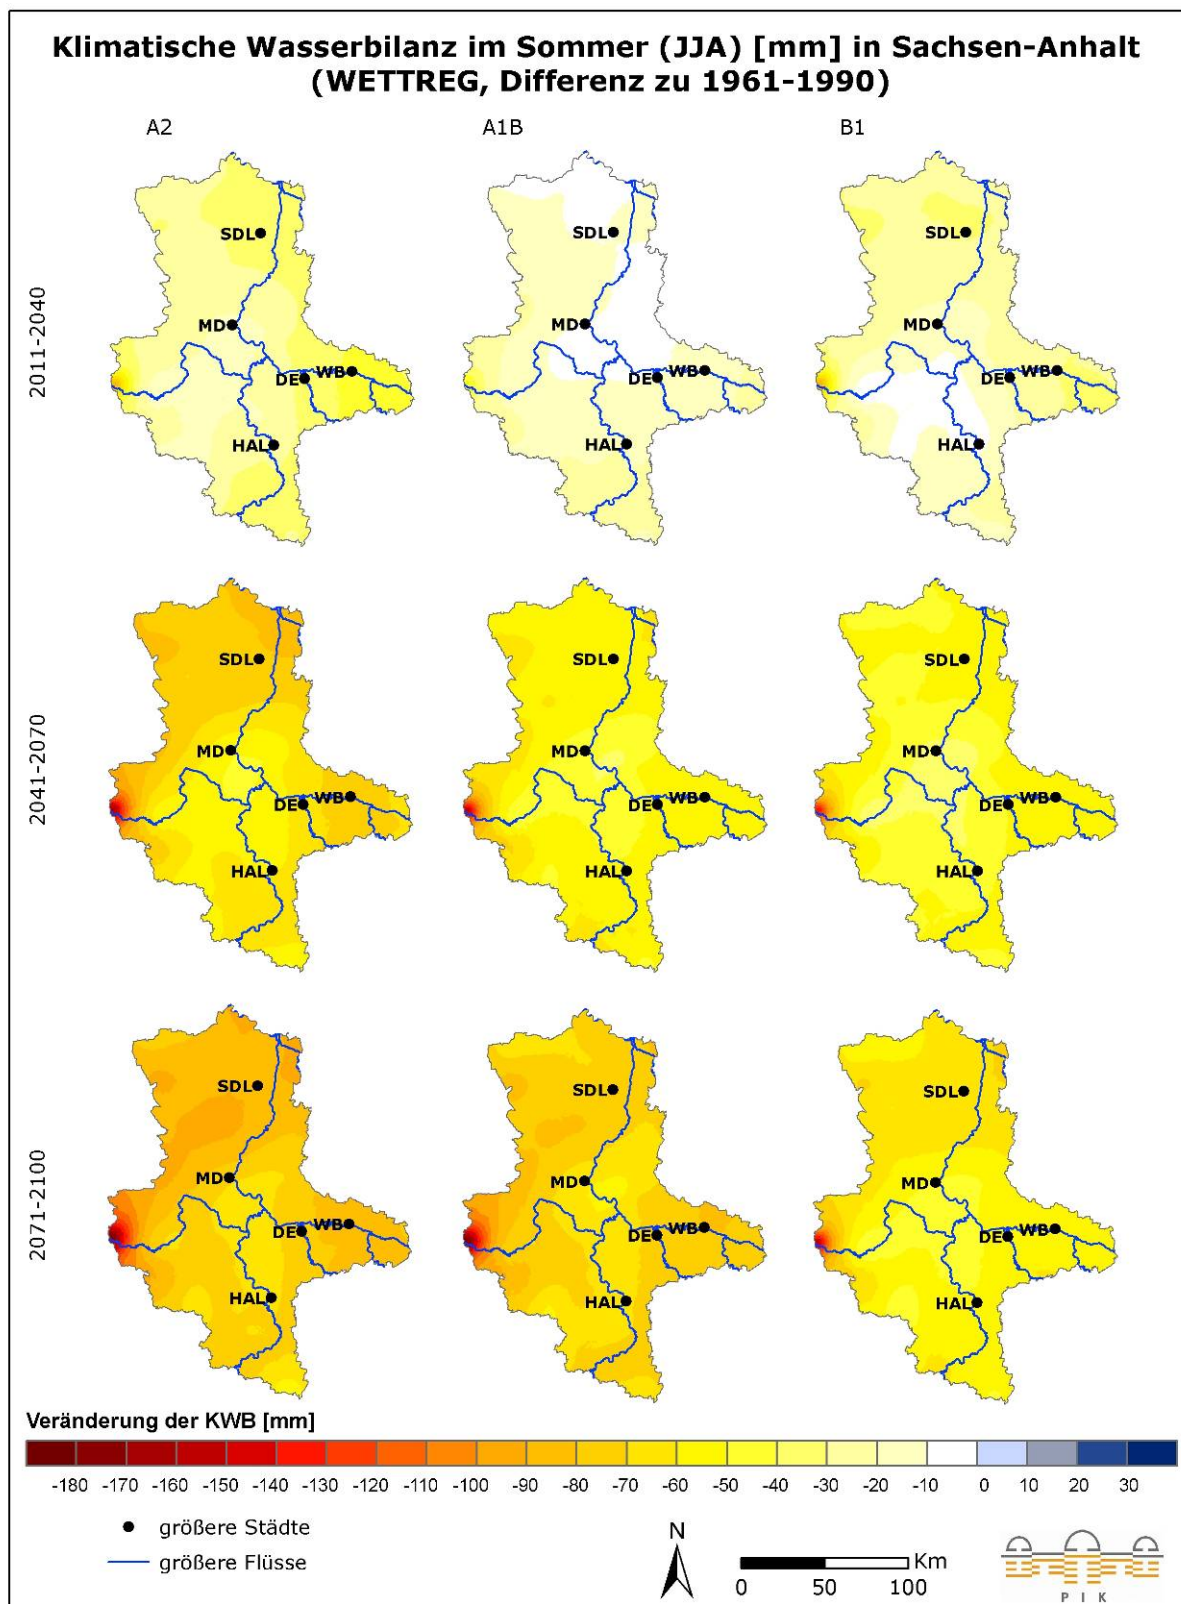 Klimatische Wasserbilanz im Sommer (JJA) [mm] in Sachsen-Anhalt
(WETTREG, Differenz zu 1961-1990)
A2 A1B B1
2011-2040
SDL MD DE WB HAL
SDL MD DE WB HAL
SDL MD DE WB HAL
2041-2070
SDL MD DE WB HAL
SDL MD DE WB HAL
SDL MD DE WB HAL
2071-2100
SDL MD DE WB HAL
SDL MD DE WB HAL
SDL MD DE WB HAL
Veränderung der KWB [mm]
-180 -170 -160 -140 -130 -120 -110 -100 -90 -80 -70 -60 -50 -40 -30 -20 -10 0 10 20 30
größere Städte
größere Flüsse
N
Km
0 50 100
P I K